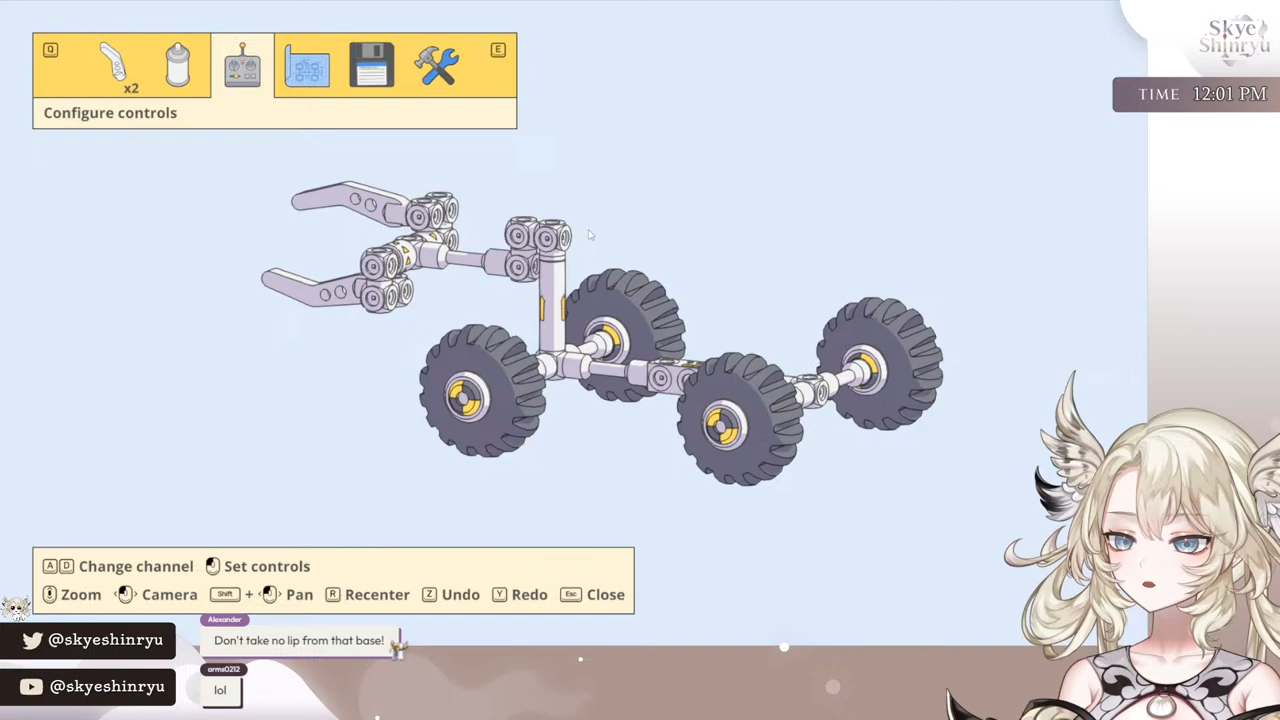 Skye
Shinryu
TIME 12:01 PM
Q
x2
E
Configure controls
A D Change channel Set controls
Zoom Camera Shift + Pan R Recenter Z Undo Y Redo Esc Close
Alexander
@skyeshinryu
Don't take no lip from that base!
arms0212
@skyeshinryu
lol